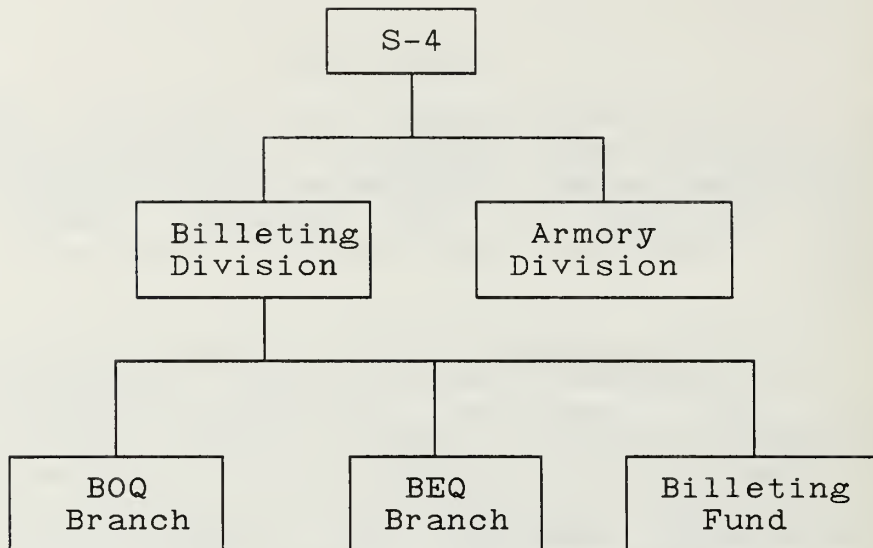 S-4
Billeting
Division
Armory
Division
BOQ
Branch
BEQ
Branch
Billeting
Fund